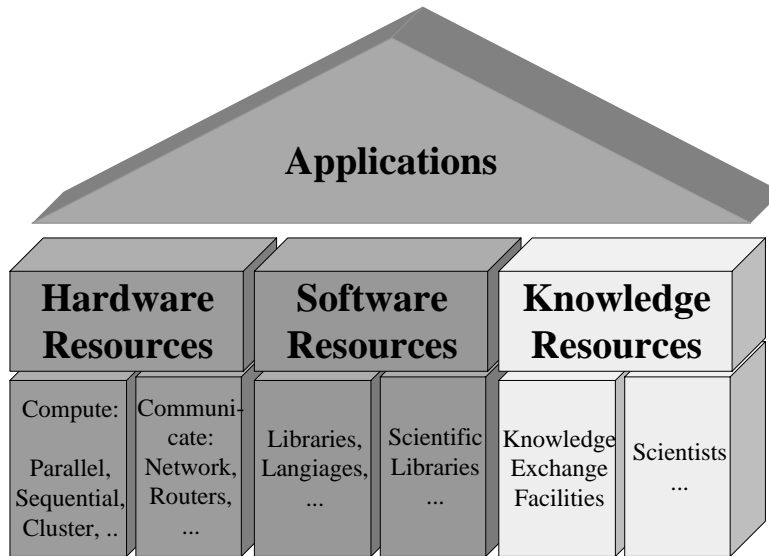 Applications
Hardware
Resources
Software
Resources
Knowledge
Resources
Compute:
Parallel,
Sequential,
Cluster, ..
Communi-
cate:
Network,
Routers,
...
Libraries,
Langiages,
...
Scientific
Libraries
...
Knowledge
Exchange
Facilities
Scientists
...